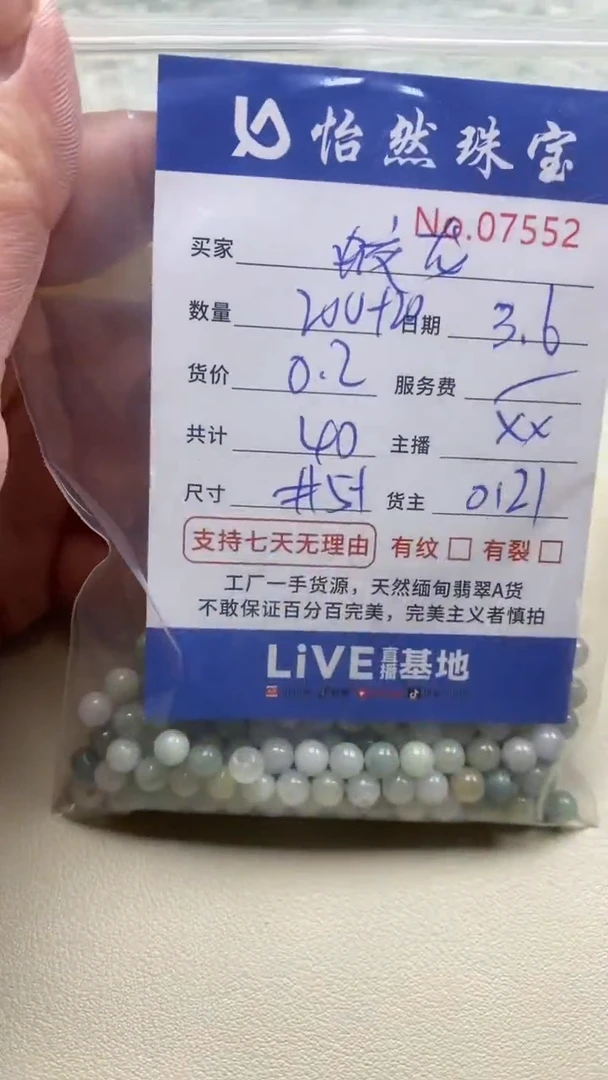 怡然珠宝
No.07552
买家
数量 200+20 日期 3.6
货价 0.2 服务费
共计 40 主播 XX
尺寸 货主 0121
支持七天无理由 有纹 □ 有裂 □
工厂一手货源，天然缅甸翡翠A货
不敢保证百分百完美，完美主义者慎拍
LiVE直播基地